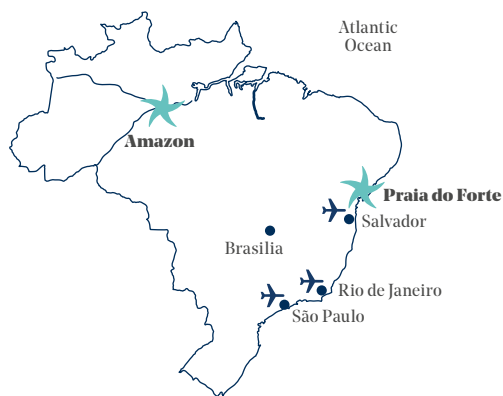 Atlantic
Ocean
Amazon
Praia do Forte
Salvador
Brasilia
Rio de Janeiro
São Paulo